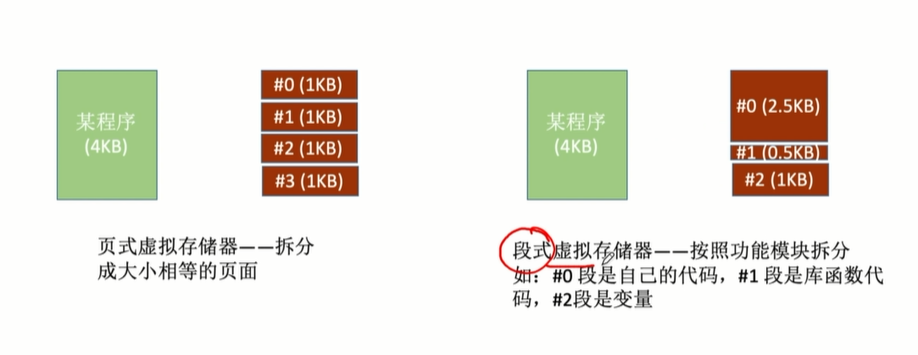 某程序
(4KB)
#0 (1KB)
#1 (1KB)
#2 (1KB)
#3 (1KB)
页式虚拟存储器——拆分
成大小相等的页面
某程序
(4KB)
#0 (2.5KB)
#1 (0.5KB)
#2 (1KB)
段式虚拟存储器——按照功能模块拆分
如：#0 段是自己的代码，#1 段是库函数代
码，#2段是变量